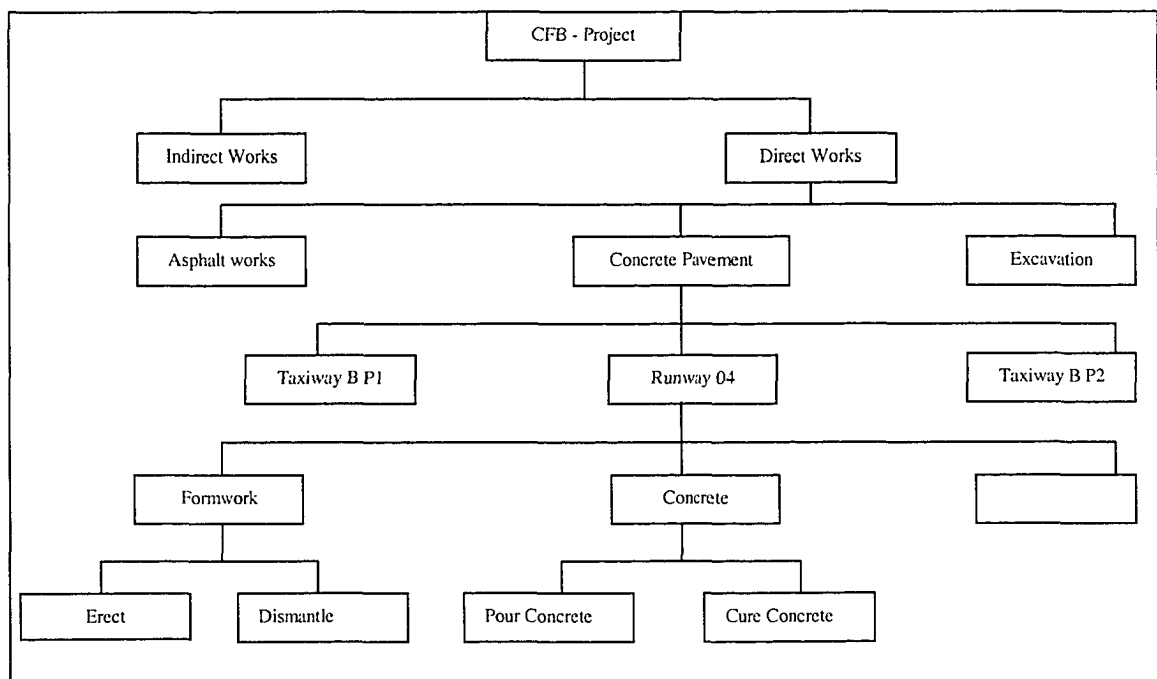 CFB - Project
Indirect Works
Direct Works
Asphalt works
Concrete Pavement
Excavation
Taxiway B P1
Runway 04
Taxiway B P2
Formwork
Concrete
Erect
Dismantle
Pour Concrete
Cure Concrete